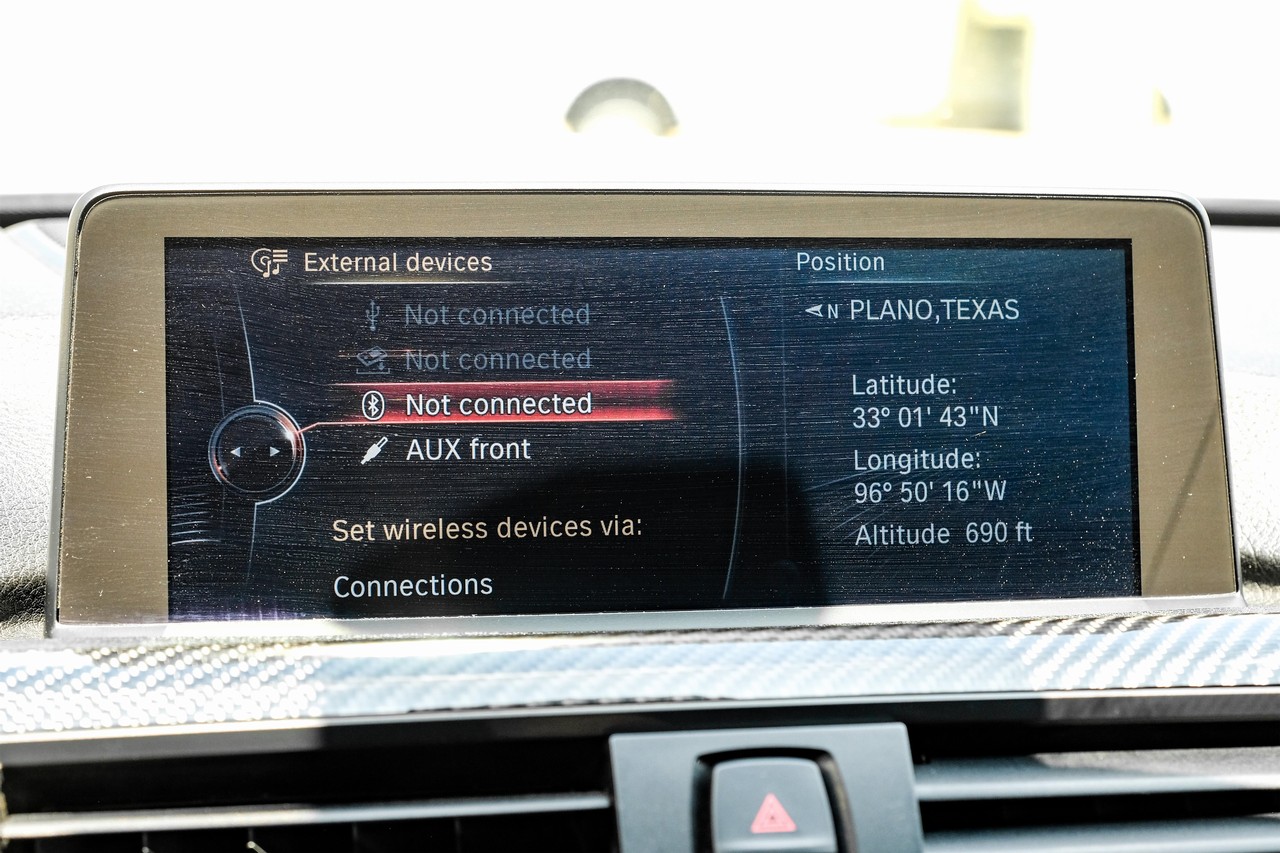 External devices
Not connected
Not connected
Not connected
AUX front
Set wireless devices via:
Connections
Position
N PLANO,TEXAS
Latitude:
33° 01' 43"N
Longitude:
96° 50' 16"W
Altitude 690 ft